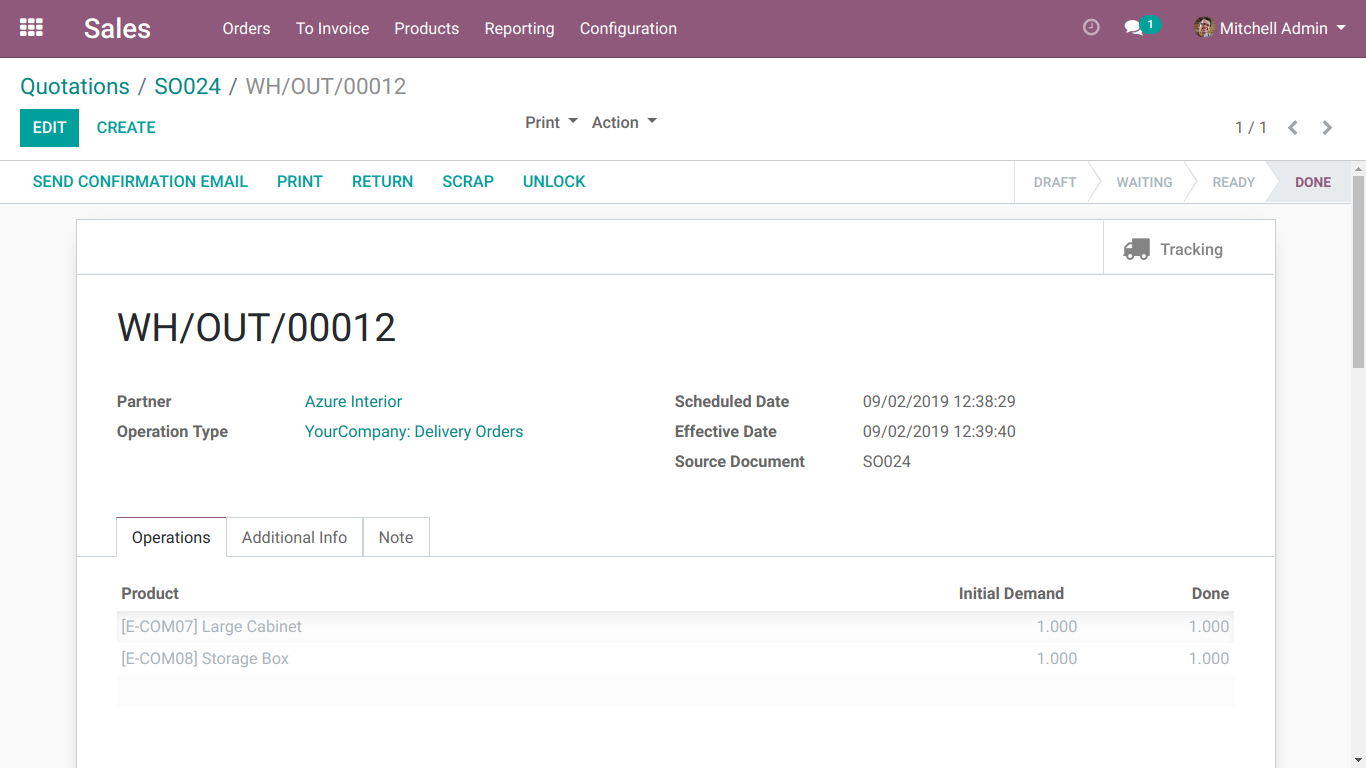 Sales Orders To Invoice Products Reporting Configuration 1 Mitchell Admin
Quotations / SO024 / WH/OUT/00012
EDIT CREATE Print Action 1 / 1
SEND CONFIRMATION EMAIL PRINT RETURN SCRAP UNLOCK DRAFT WAITING READY DONE
Tracking
WH/OUT/00012
Partner Azure Interior Scheduled Date 09/02/2019 12:38:29
Operation Type YourCompany: Delivery Orders Effective Date 09/02/2019 12:39:40
Source Document SO024
Operations Additional Info Note
Product Initial Demand Done
[E-COM07] Large Cabinet 1.000 1.000
[E-COM08] Storage Box 1.000 1.000